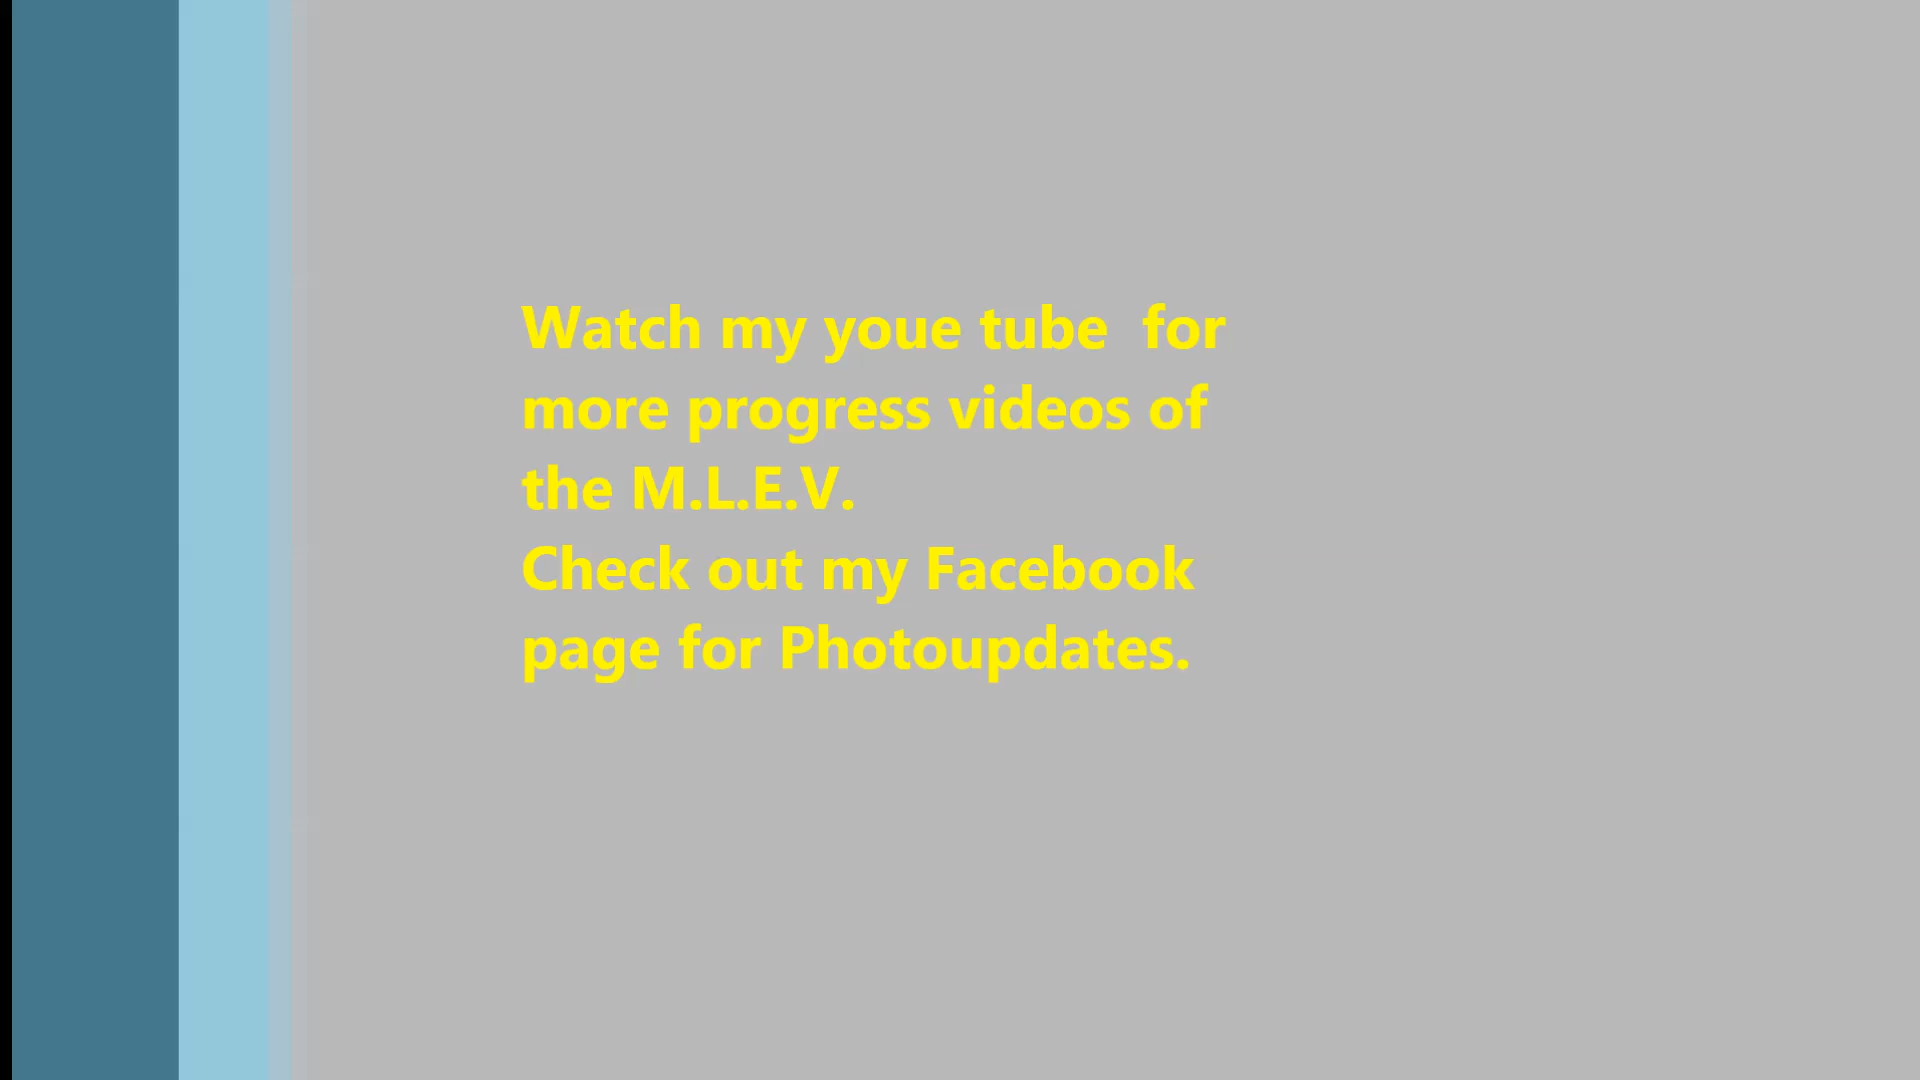 Watch my youe tube  for
more progress videos of
the M.L.E.V.
Check out my Facebook
page for Photoupdates.